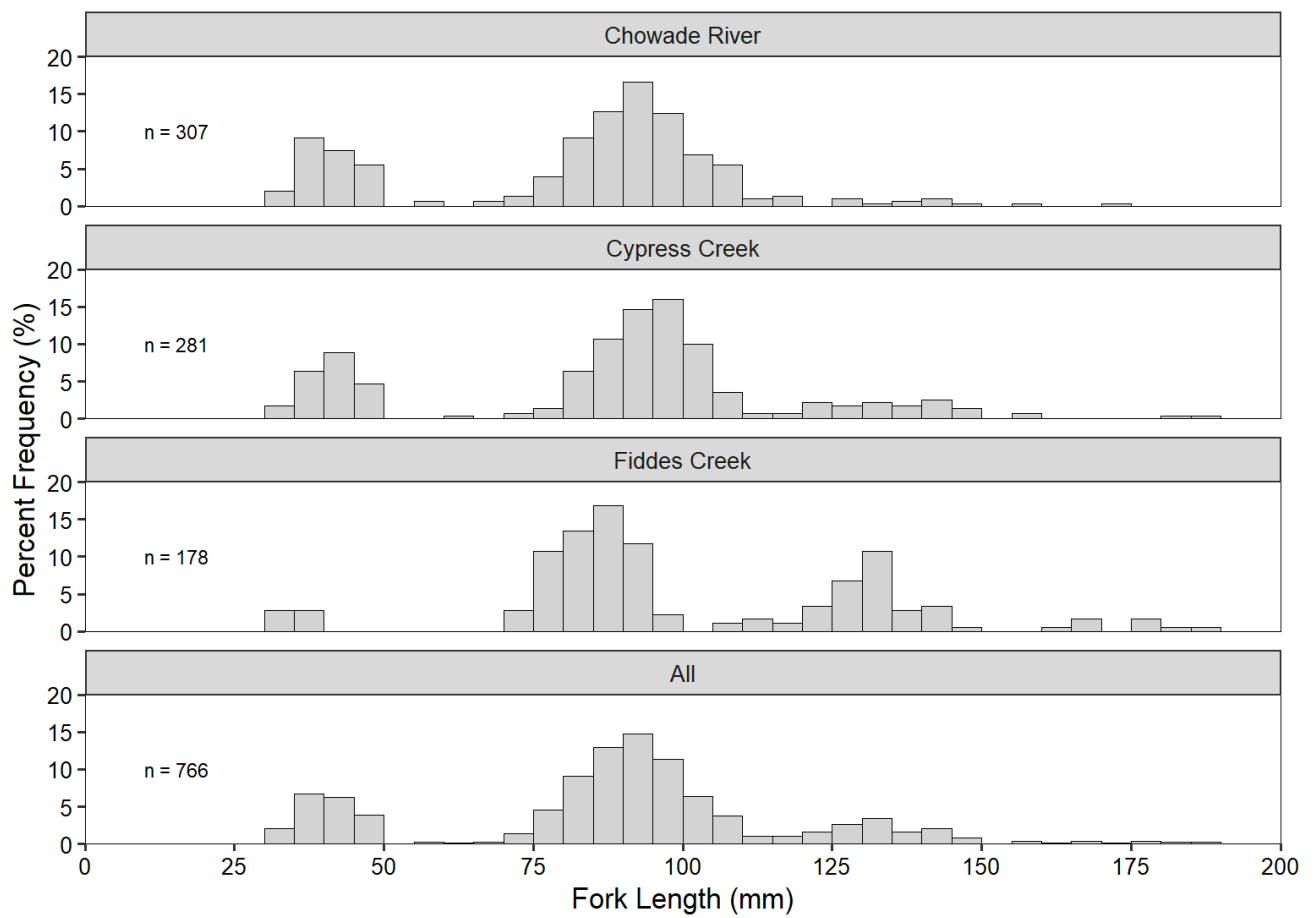 Chowade River
20
15
n = 307
10
5
0
Cypress Creek
20
15
n = 281
10
5
0
Fiddes Creek
20
15
n = 178
10
5
0
All
20
15
n = 766
10
5
0
0 25 50 75 100 125 150 175 200
Fork Length (mm)
Percent Frequency (%)